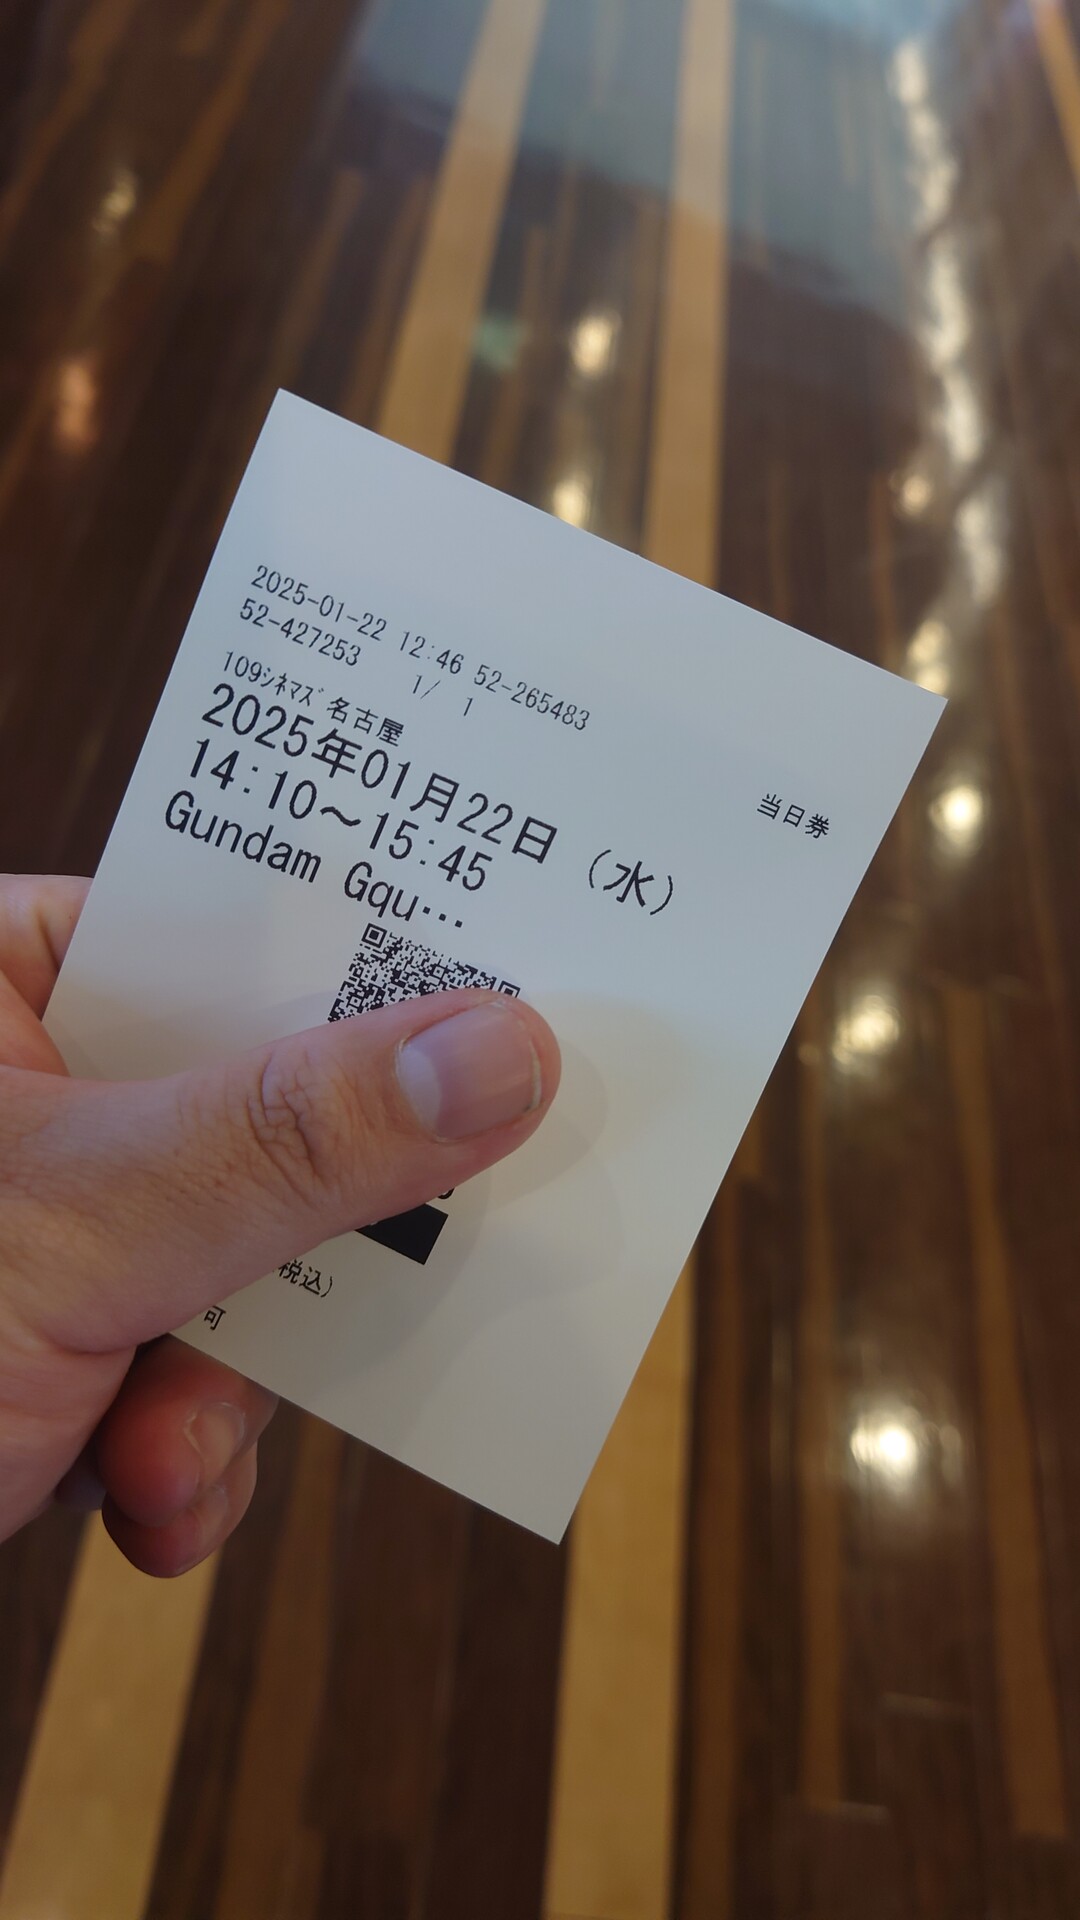 2025-01-22 12:46 52-265483
52-427253 1/ 1
109ｼﾈﾏｽﾞ 名古屋
当日券
2025年01月22日 (水)
14:10～15:45
Gundam Gqu…
税込)
可